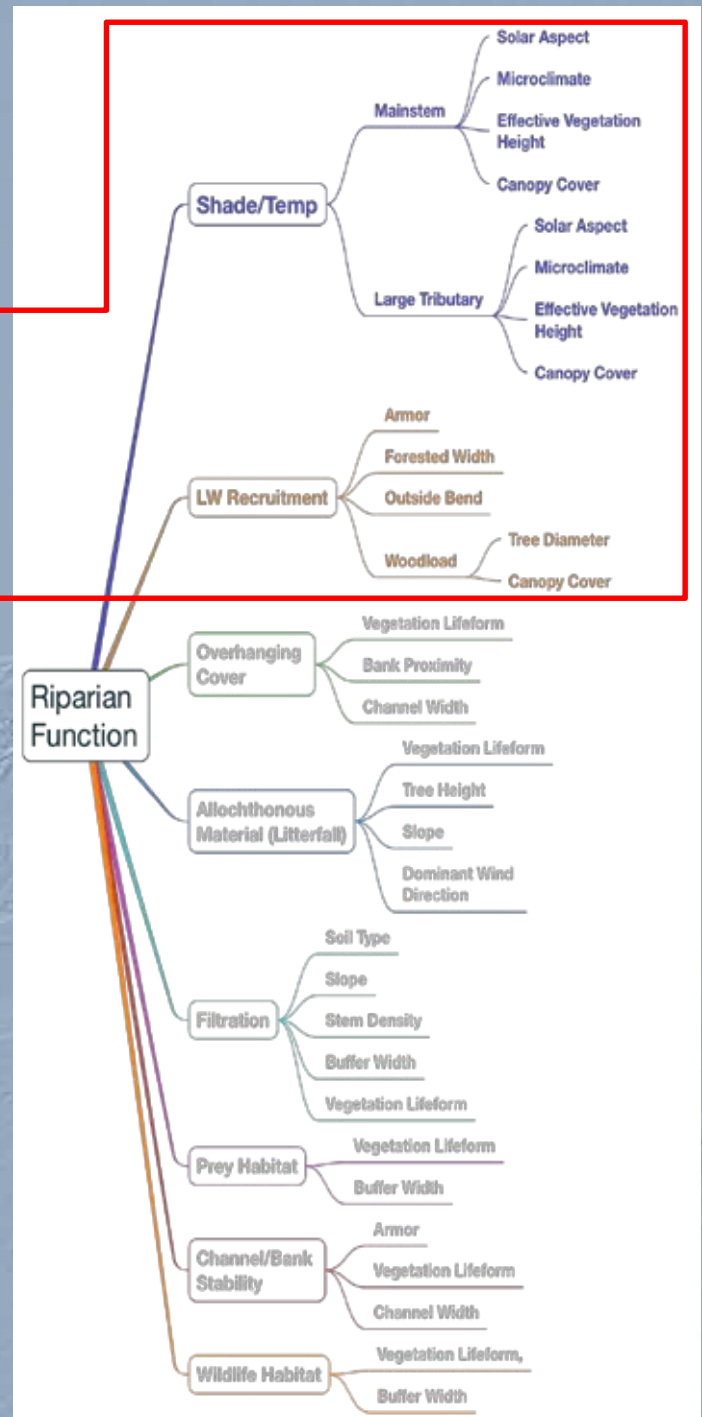 Solar Aspect
Microclimate
Mainstem
Effective Vegetation
Height
Canopy Cover
Shade/Temp
Solar Aspect
Microclimate
Large Tributary
Effective Vegetation
Height
Canopy Cover
Armor
Forested Width
LW Recruitment
Outside Bend
Woodload
Tree Diameter
Canopy Cover
Riparian
Function
Vegetation Lifeform
Overhanging
Cover
Bank Proximity
Channel Width
Vegetation Lifeform
Tree Height
Allochthonous
Material (Litterfall)
Slope
Dominant Wind
Direction
Soil Type
Slope
Filtration
Stem Density
Buffer Width
Vegetation Lifeform
Prey Habitat
Vegetation Lifeform
Buffer Width
Armor
Channel/Bank
Stability
Vegetation Lifeform
Channel Width
Wildlife Habitat
Vegetation Lifeform,
Buffer Width